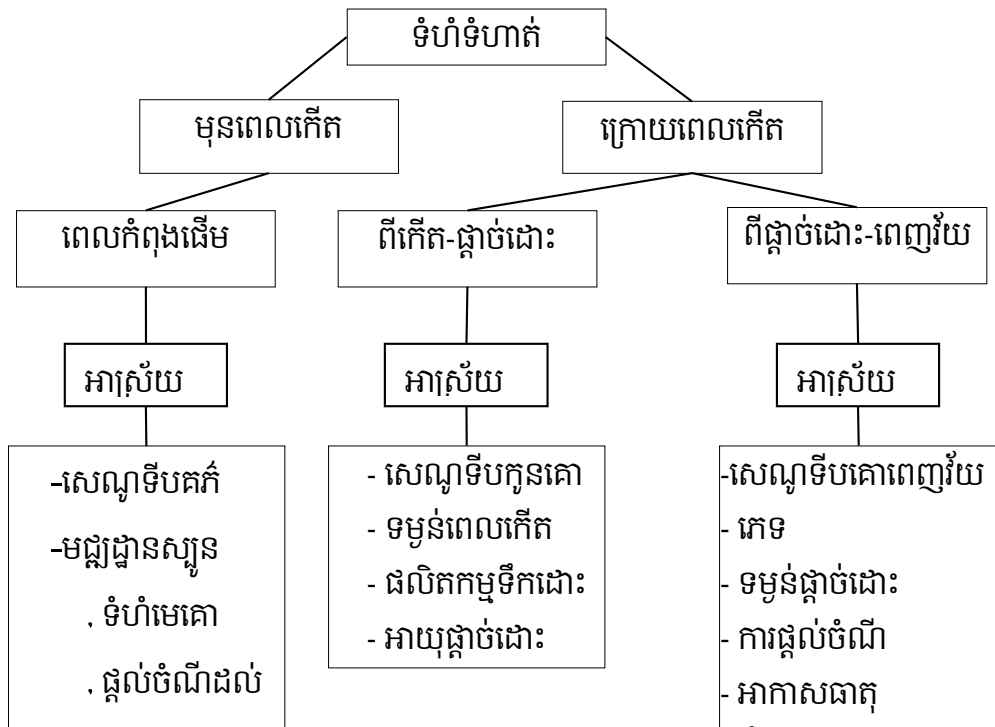 ទំហំទំហាត់
មុនពេលកើត
ក្រោយពេលកើត
ពេលកំពុងផើម
ពីកើត-ផ្តាច់ដោះ
ពីផ្តាច់ដោះ-ពេញវ័យ
អាស្រ័យ
អាស្រ័យ
អាស្រ័យ
-សេណូទីបគភ៌
-មជ្ឈដ្ឋានស្បូន
, ទំហំមេគោ
, ផ្តល់ចំណីដល់
- សេណូទីបកូនគោ
- ទម្ងន់ពេលកើត
- ផលិតកម្មទឹកដោះ
- អាយុផ្តាច់ដោះ
-សេណូទីបគោពេញវ័យ
- ភេទ
- ទម្ងន់ផ្តាច់ដោះ
- ការផ្តល់ចំណី
- អាកាសធាតុ